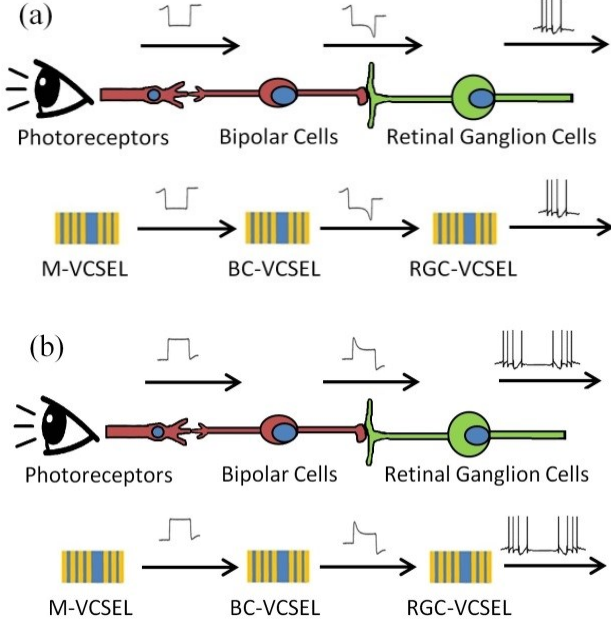 (a)
Photoreceptors Bipolar Cells Retinal Ganglion Cells
M-VCSEL BC-VCSEL RGC-VCSEL
(b)
Photoreceptors Bipolar Cells Retinal Ganglion Cells
M-VCSEL BC-VCSEL RGC-VCSEL